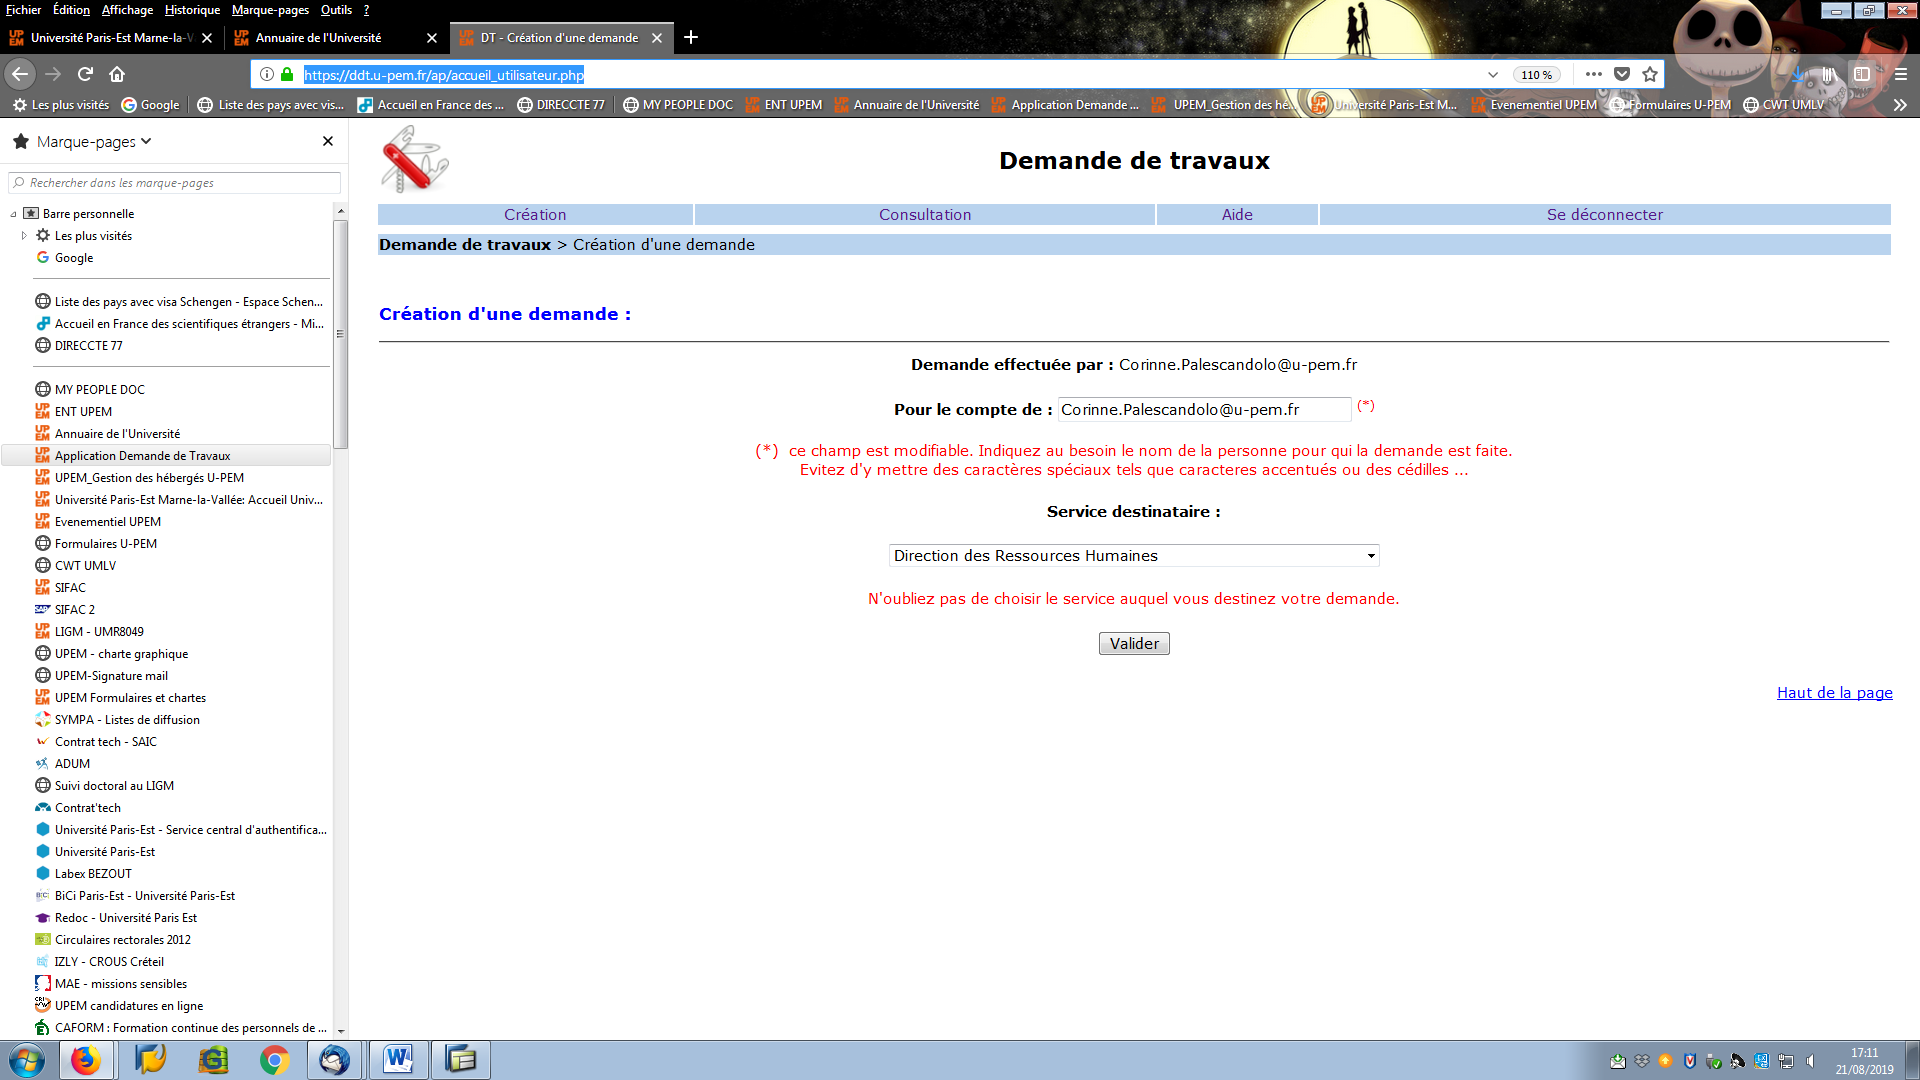 Fichier Édition Affichage Historique Marque-pages Outils ?
Université Paris-Est Marne-la-V
Annuaire de l'Université
DT - Création d'une demande
https://ddt.u-pem.fr/ap/accueil_utilisateur.php
110 %
Les plus visités Google Liste des pays avec vis... Accueil en France des ... DIRECCTE 77 MY PEOPLE DOC ENT UPEM Annuaire de l'Université Application Demande ... UPEM_Gestion des hé... Université Paris-Est M... Evenementiel UPEM Formulaires U-PEM CWT UMLV
Marque-pages
Rechercher dans les marque-pages
Barre personnelle
Les plus visités
Google
Liste des pays avec visa Schengen - Espace Schen...
Accueil en France des scientifiques étrangers - Mi...
DIRECCTE 77
MY PEOPLE DOC
ENT UPEM
Annuaire de l'Université
Application Demande de Travaux
UPEM_Gestion des hébergés U-PEM
Université Paris-Est Marne-la-Vallée: Accueil Univ...
Evenementiel UPEM
Formulaires U-PEM
CWT UMLV
SIFAC
SIFAC 2
LIGM - UMR8049
UPEM - charte graphique
UPEM-Signature mail
UPEM Formulaires et chartes
SYMPA - Listes de diffusion
Contrat tech - SAIC
ADUM
Suivi doctoral au LIGM
Contrat'tech
Université Paris-Est - Service central d'authentifica...
Université Paris-Est
Labex BEZOUT
BiCi Paris-Est - Université Paris-Est
Redoc - Université Paris Est
Circulaires rectorales 2012
IZLY - CROUS Créteil
MAE - missions sensibles
UPEM candidatures en ligne
CAFORM : Formation continue des personnels de ...
Demande de travaux
Création Consultation Aide Se déconnecter
Demande de travaux > Création d'une demande
Création d'une demande :
Demande effectuée par : Corinne.Palescandolo@u-pem.fr
Pour le compte de : Corinne.Palescandolo@u-pem.fr (*)
(*) ce champ est modifiable. Indiquez au besoin le nom de la personne pour qui la demande est faite.
Evitez d'y mettre des caractères spéciaux tels que caracteres accentués ou des cédilles ...
Service destinataire :
Direction des Ressources Humaines
N'oubliez pas de choisir le service auquel vous destinez votre demande.
Valider
Haut de la page
17:11
21/08/2019